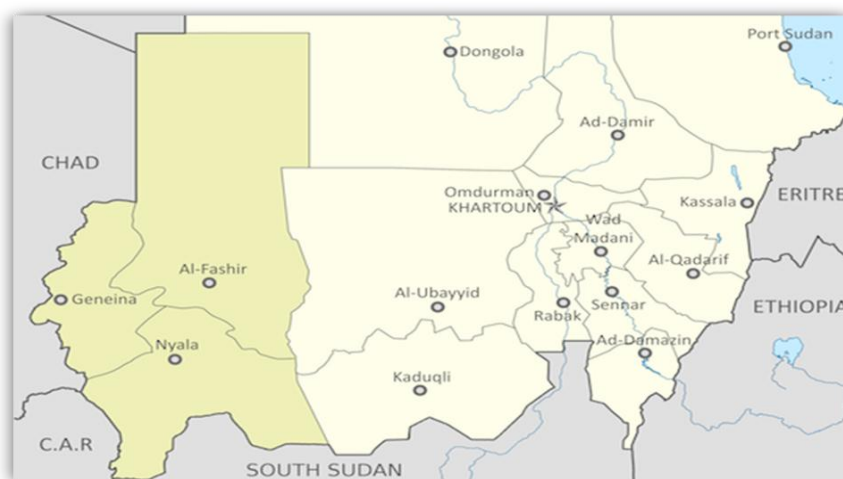 Port Sudan
Dongola
Ad-Damir
CHAD
Omdurman
KHARTOUM
Kassala
ERITRE
Wad
Madani
Al-Qadarif
Al-Fashir
Geneina
Al-Ubayyid
Sennar
Rabak
ETHIOPIA
Nyala
Ad-Damazin
Kaduqli
C.A.R
SOUTH SUDAN